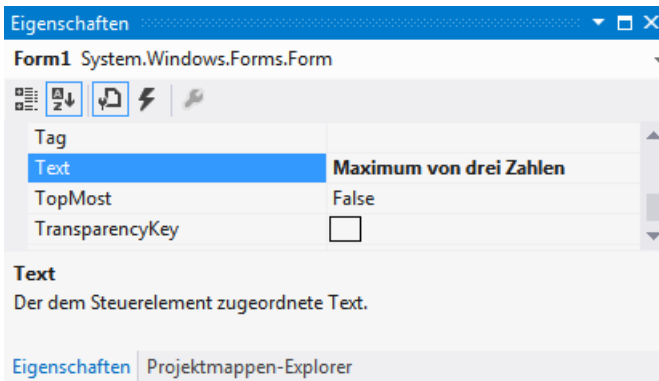 Eigenschaften
Form1 System.Windows.Forms.Form
Tag
Text Maximum von drei Zahlen
TopMost False
TransparencyKey
Text
Der dem Steuerelement zugeordnete Text.
Eigenschaften Projektmappen-Explorer